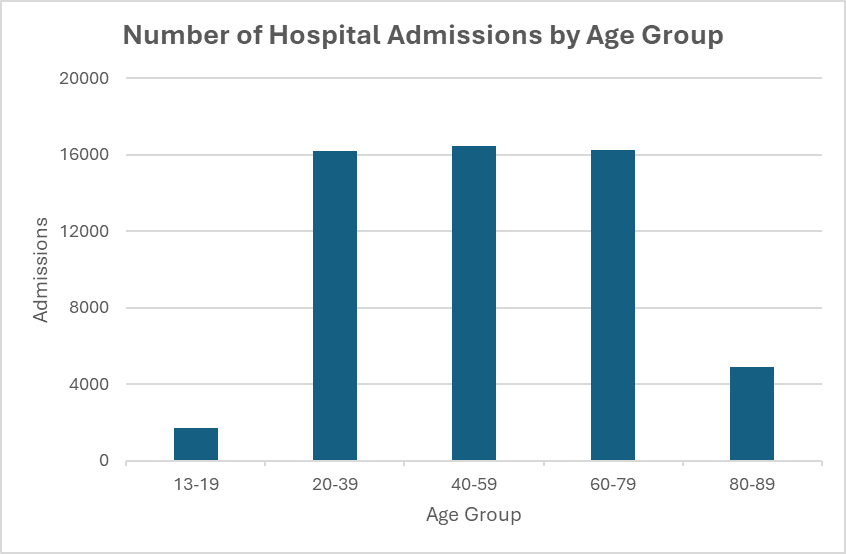 Number of Hospital Admissions by Age Group
20000
16000
12000
8000
4000
0
Admissions
13-19 20-39 40-59 60-79 80-89
Age Group